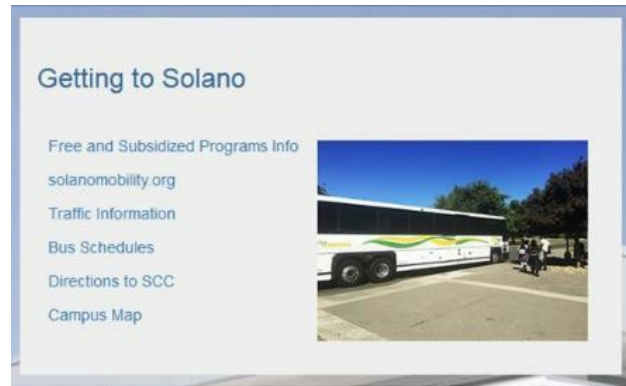 Getting to Solano
Free and Subsidized Programs Info
solanomobility.org
Traffic Information
Bus Schedules
Directions to SCC
Campus Map